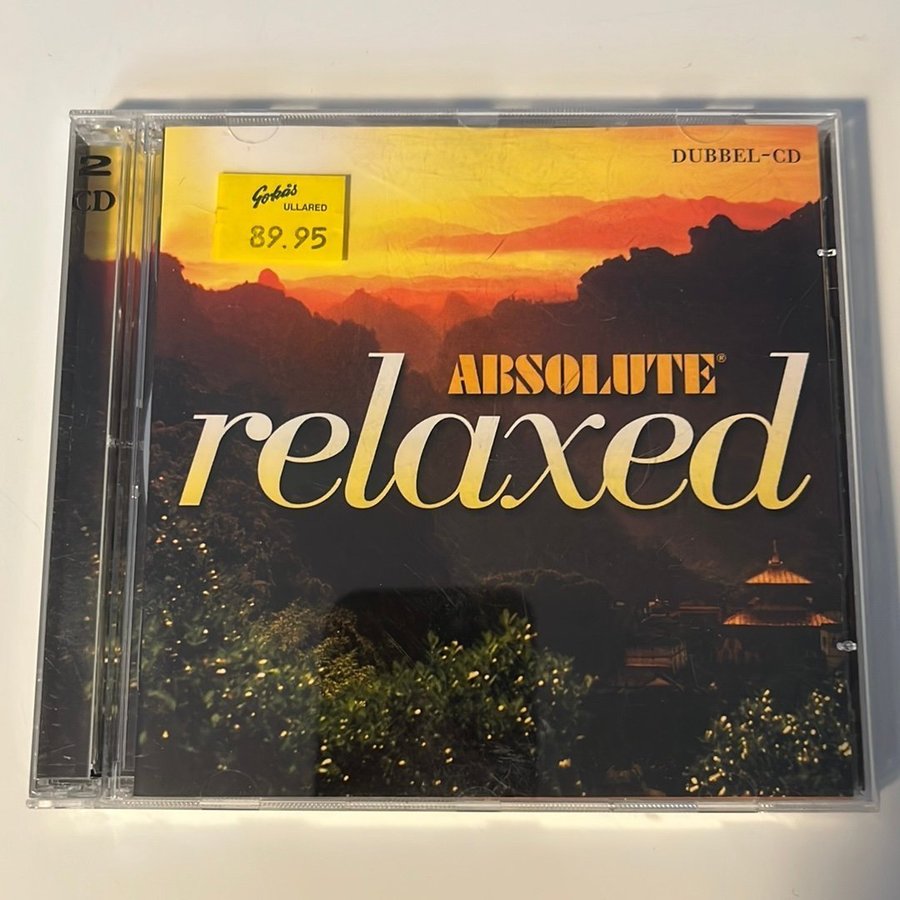 2
CD
DUBBEL-CD
Gekås
ULLARED
89.95
ABSOLUTE®
relaxed